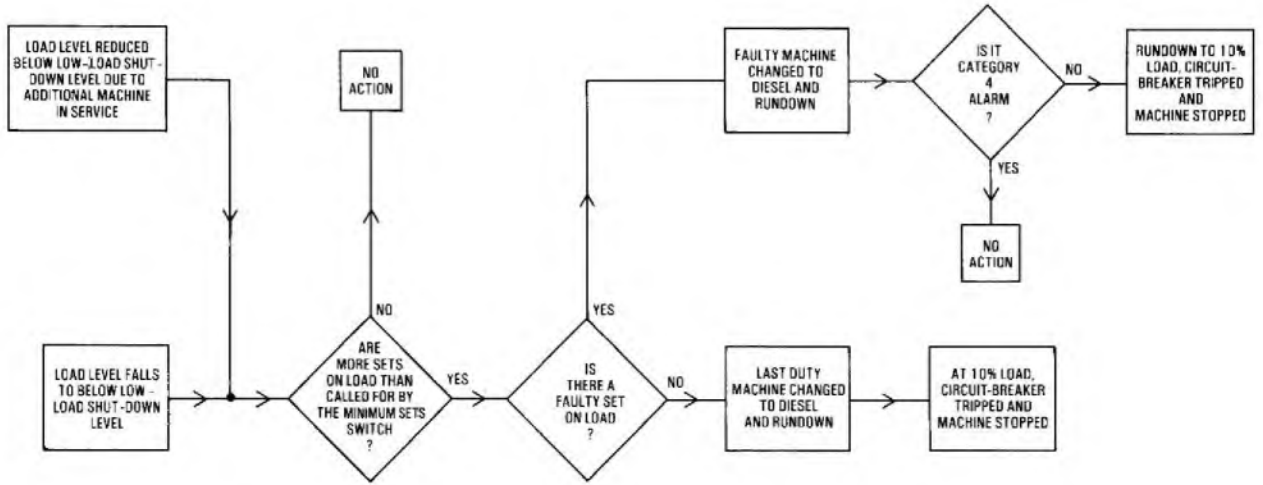 LOAD LEVEL REDUCED
BELOW LOW-LOAD SHUT-
DOWN LEVEL DUE TO
ADDITIONAL MACHINE
IN SERVICE
NO
ACTION
FAULTY MACHINE
CHANGED TO
DIESEL AND
RUNDOWN
IS IT
CATEGORY
4
ALARM
?
NO
RUNDOWN TO 10%
LOAD, CIRCUIT-
BREAKER TRIPPED
AND
MACHINE STOPPED
YES
NO
ACTION
NO
YES
LOAD LEVEL FALLS
TO BELOW LOW-
LOAD SHUT-DOWN
LEVEL
ARE
MORE SETS
ON LOAD THAN
CALLED FOR BY
THE MINIMUM SETS
SWITCH
?
YES
IS
THERE A
FAULTY SET
ON LOAD
?
NO
LAST DUTY
MACHINE CHANGED
TO DIESEL
AND RUNDOWN
AT 10% LOAD,
CIRCUIT-BREAKER
TRIPPED AND
MACHINE STOPPED